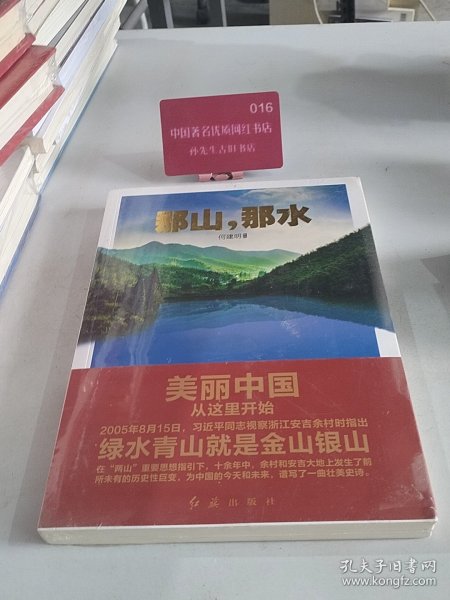 016
中国著名优质网红书店
孙先生古旧书店
那山，那水
何建明 著
美丽中国
从这里开始
2005年8月15日，习近平同志视察浙江安吉余村时指出
绿水青山就是金山银山
在“两山”重要思想指引下，十余年中，余村和安吉大地上发生了前
所未有的历史性巨变，为中国的今天和未来，谱写了一曲壮美史诗。
红旗出版社
孔夫子旧书网
www.kongfz.com